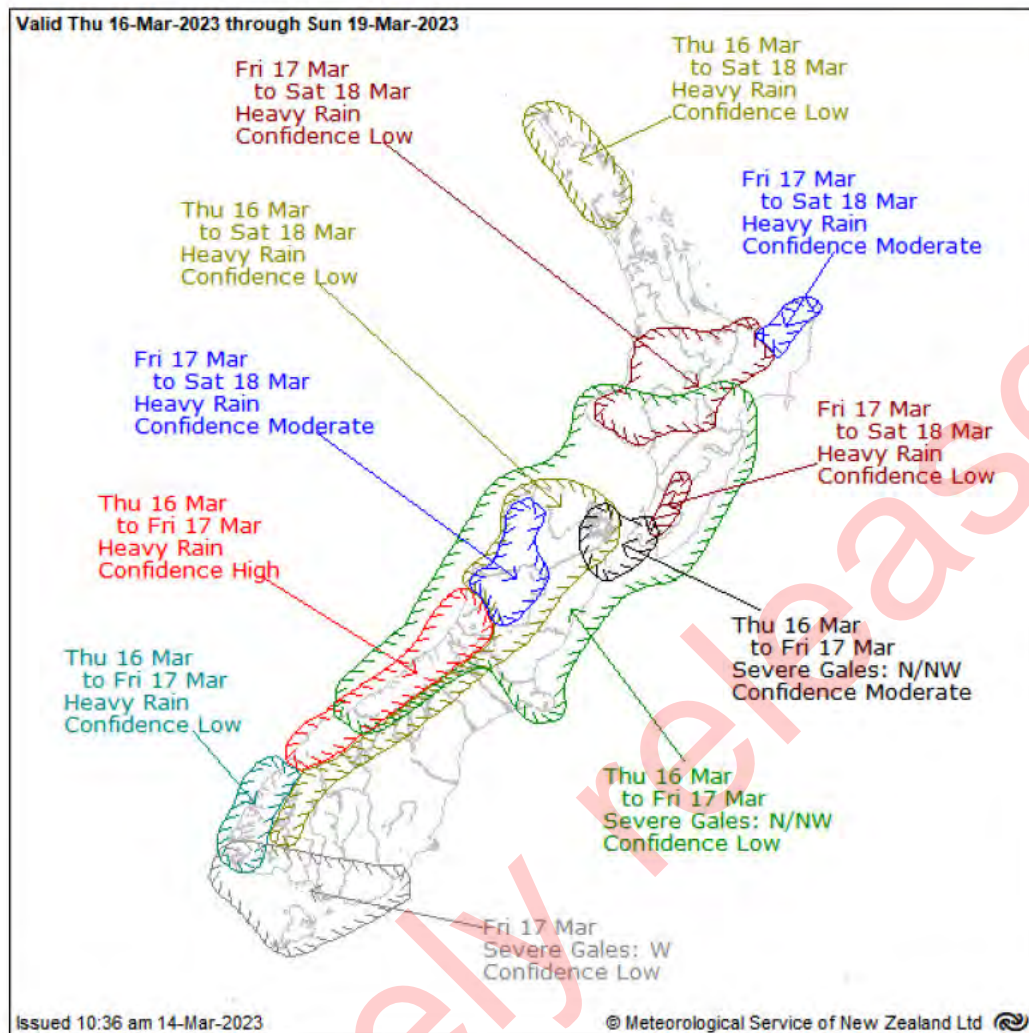 Valid Thu 16-Mar-2023 through Sun 19-Mar-2023
Thu 16 Mar
to Sat 18 Mar
Heavy Rain
Confidence Low
Fri 17 Mar
to Sat 18 Mar
Heavy Rain
Confidence Low
Fri 17 Mar
to Sat 18 Mar
Heavy Rain
Confidence Moderate
Thu 16 Mar
to Sat 18 Mar
Heavy Rain
Confidence Low
Fri 17 Mar
to Sat 18 Mar
Heavy Rain
Confidence Moderate
Fri 17 Mar
to Sat 18 Mar
Heavy Rain
Confidence Low
Thu 16 Mar
to Fri 17 Mar
Heavy Rain
Confidence High
Thu 16 Mar
to Fri 17 Mar
Severe Gales: N/NW
Confidence Moderate
Thu 16 Mar
to Fri 17 Mar
Heavy Rain
Confidence Low
Thu 16 Mar
to Fri 17 Mar
Severe Gales: N/NW
Confidence Low
Fri 17 Mar
Severe Gales: W
Confidence Low
ely release
Issued 10:36 am 14-Mar-2023
© Meteorological Service of New Zealand Ltd